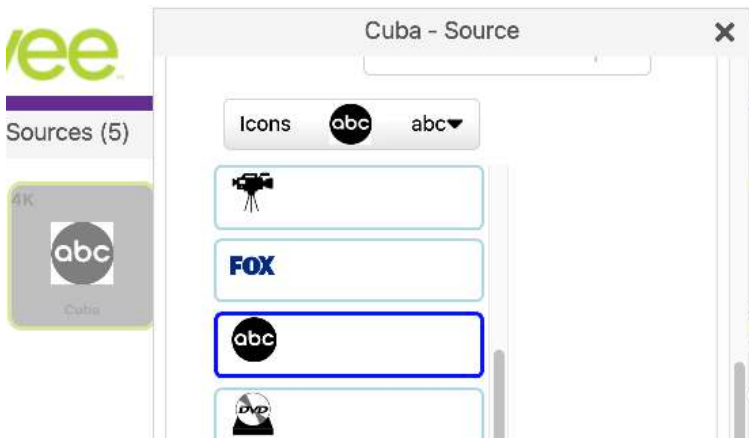 vee
Cuba - Source
Sources (5)
Icons abc abc
4K
abc
Cuba
FOX
abc
DVD